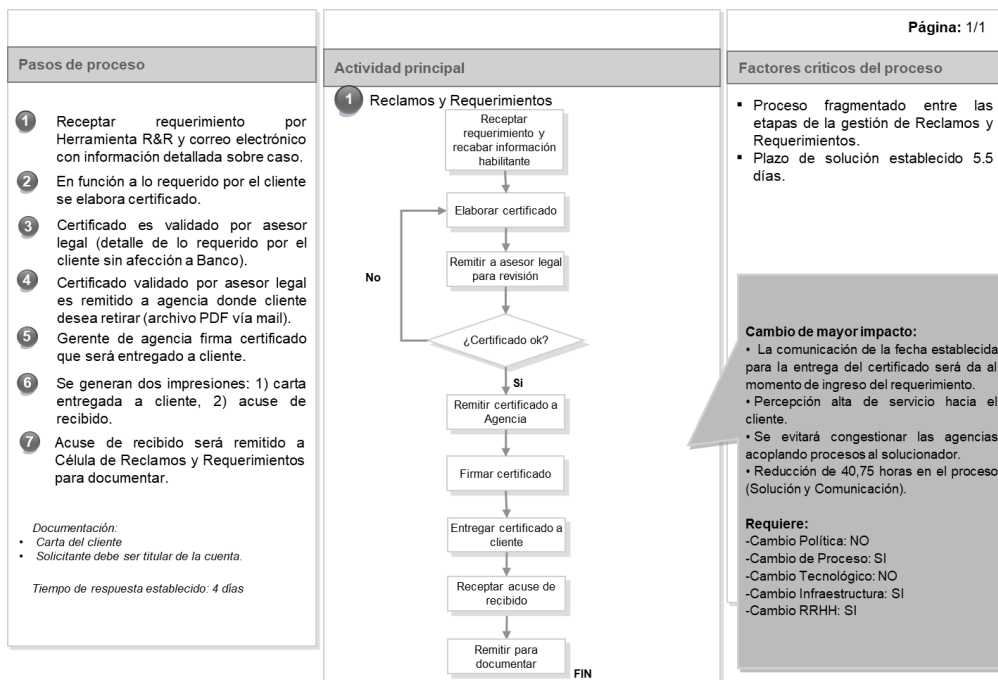 Página: 1/1
Pasos de proceso
1 Receptar requerimiento por
Herramienta R&R y correo electrónico
con información detallada sobre caso.
2 En función a lo requerido por el cliente
se elabora certificado.
3 Certificado es validado por asesor
legal (detalle de lo requerido por el
cliente sin afección a Banco).
4 Certificado validado por asesor legal
es remitido a agencia donde cliente
desea retirar (archivo PDF vía mail).
5 Gerente de agencia firma certificado
que será entregado a cliente.
6 Se generan dos impresiones: 1) carta
entregada a cliente, 2) acuse de
recibido.
7 Acuse de recibido será remitido a
Célula de Reclamos y Requerimientos
para documentar.
Documentación:
• Carta del cliente
• Solicitante debe ser titular de la cuenta.
Tiempo de respuesta establecido: 4 días
Actividad principal
1 Reclamos y Requerimientos
Receptar
requerimiento y
recabar información
habilitante
Elaborar certificado
Remitir a asesor legal
para revisión
No
¿Certificado ok?
Si
Remitir certificado a
Agencia
Firmar certificado
Entregar certificado a
cliente
Receptar acuse de
recibido
Remitir para
documentar
FIN
Factores criticos del proceso
▪ Proceso fragmentado entre las
etapas de la gestión de Reclamos y
Requerimientos.
▪ Plazo de solución establecido 5.5
días.
Cambio de mayor impacto:
• La comunicación de la fecha establecida
para la entrega del certificado será da al
momento de ingreso del requerimiento.
• Percepción alta de servicio hacia el
cliente.
• Se evitará congestionar las agencias
acoplando procesos al solucionador.
• Reducción de 40,75 horas en el proceso
(Solución y Comunicación).
Requiere:
-Cambio Política: NO
-Cambio de Proceso: SI
-Cambio Tecnológico: NO
-Cambio Infraestructura: SI
-Cambio RRHH: SI